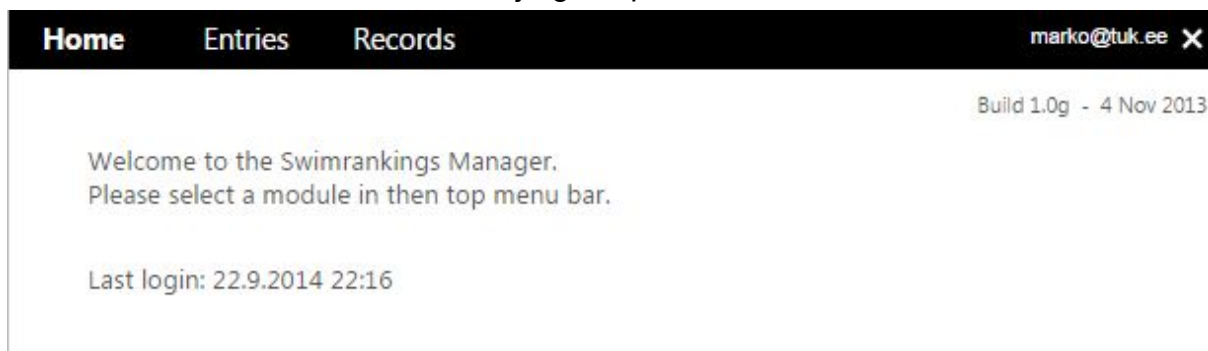 Home Entries Records marko@tuk.ee ×
Build 1.0g - 4 Nov 2013
Welcome to the Swimrankings Manager.
Please select a module in then top menu bar.
Last login: 22.9.2014 22:16